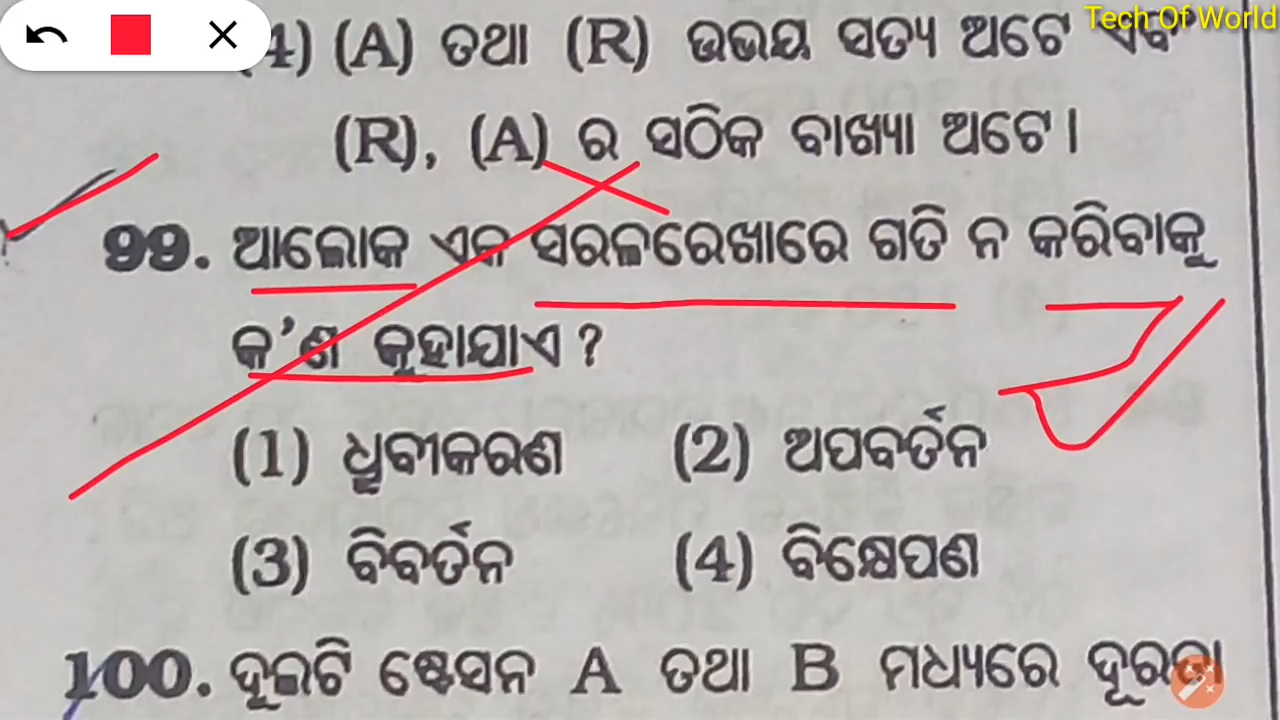 Tech Of World
(4) (A) ତଥା (R) ଉଭୟ ସତ୍ୟ ଅଟେ ଏବଂ
(R), (A) ର ସଠିକ ବାଖ୍ୟା ଅଟେ।
99. ଆଲୋକ ଏକ ସରଳରେଖାରେ ଗତି ନ କରିବାକୁ
କ'ଣ କୁହାଯାଏ ?
(1) ଧ୍ରୁବୀକରଣ (2) ଅପବର୍ତନ
(3) ବିବର୍ତନ (4) ବିକ୍ଷେପଣ
100. ଦୂଇଟି ଷ୍ଟେସନ A ତଥା B ମଧ୍ୟରେ ଦୂରତା